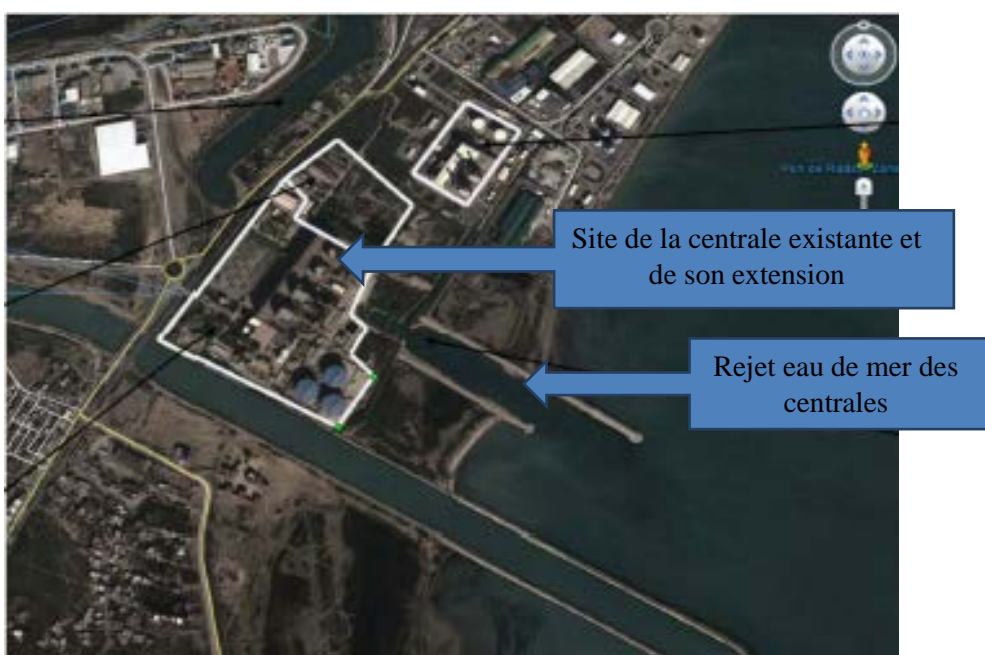 Site de la centrale existante et
de son extension
Rejet eau de mer des
centrales